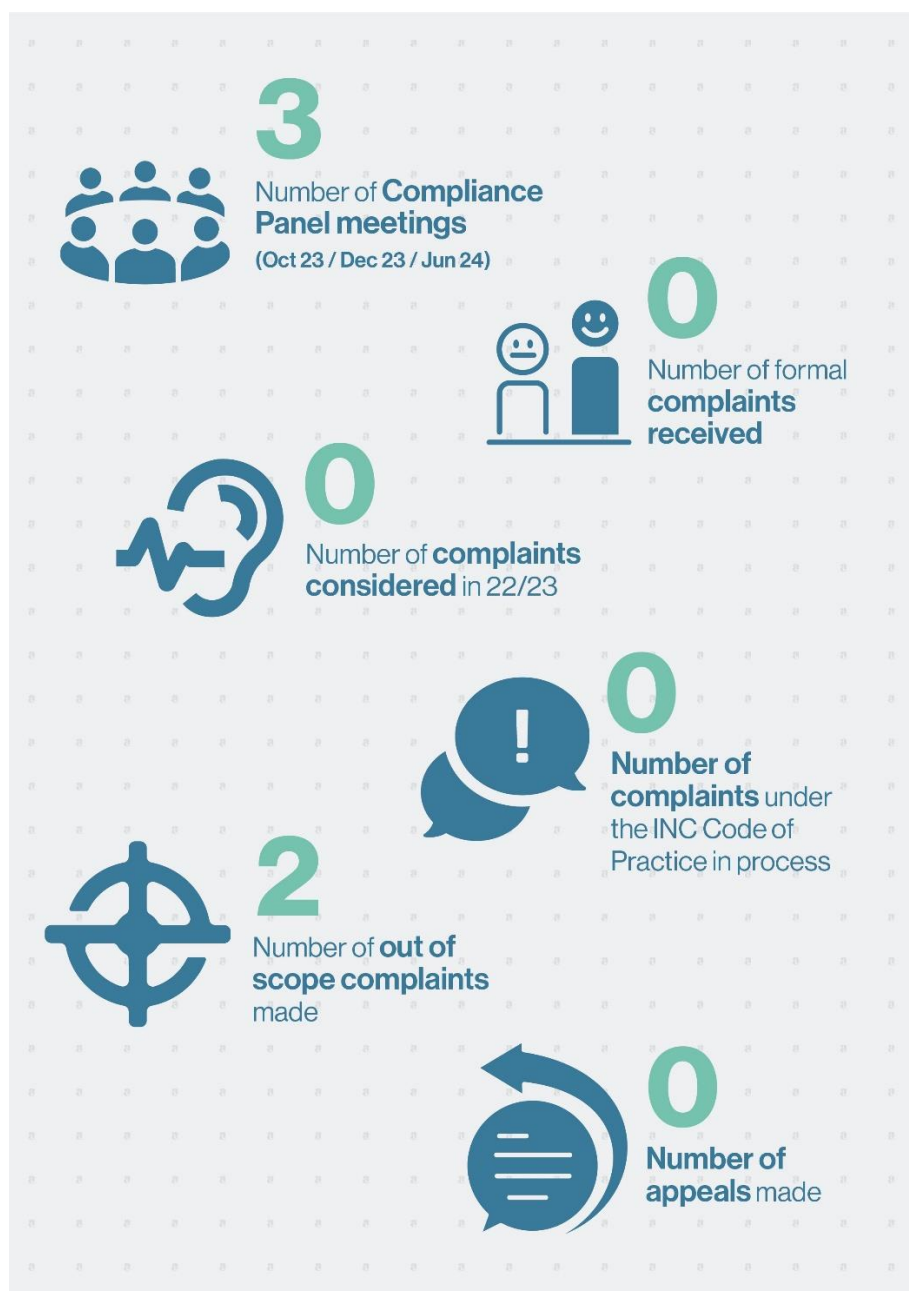 3
Number of Compliance
Panel meetings
(Oct 23 / Dec 23 / Jun 24)
0
Number of formal
complaints
received
0
Number of complaints
considered in 22/23
!
0
Number of
complaints under
the INC Code of
Practice in process
2
Number of out of
scope complaints
made
0
Number of
appeals made